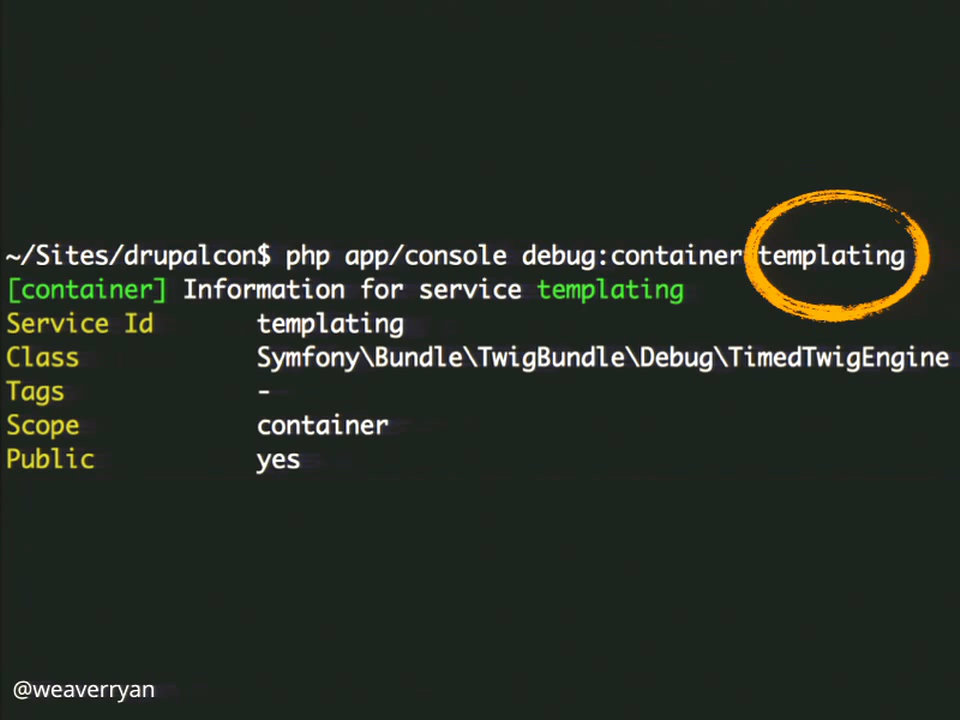 ~/Sites/drupalcon$ php app/console debug:container templating
[container] Information for service templating
Service Id templating
Class Symfony\Bundle\TwigBundle\Debug\TimedTwigEngine
Tags -
Scope container
Public yes
@weaverryan